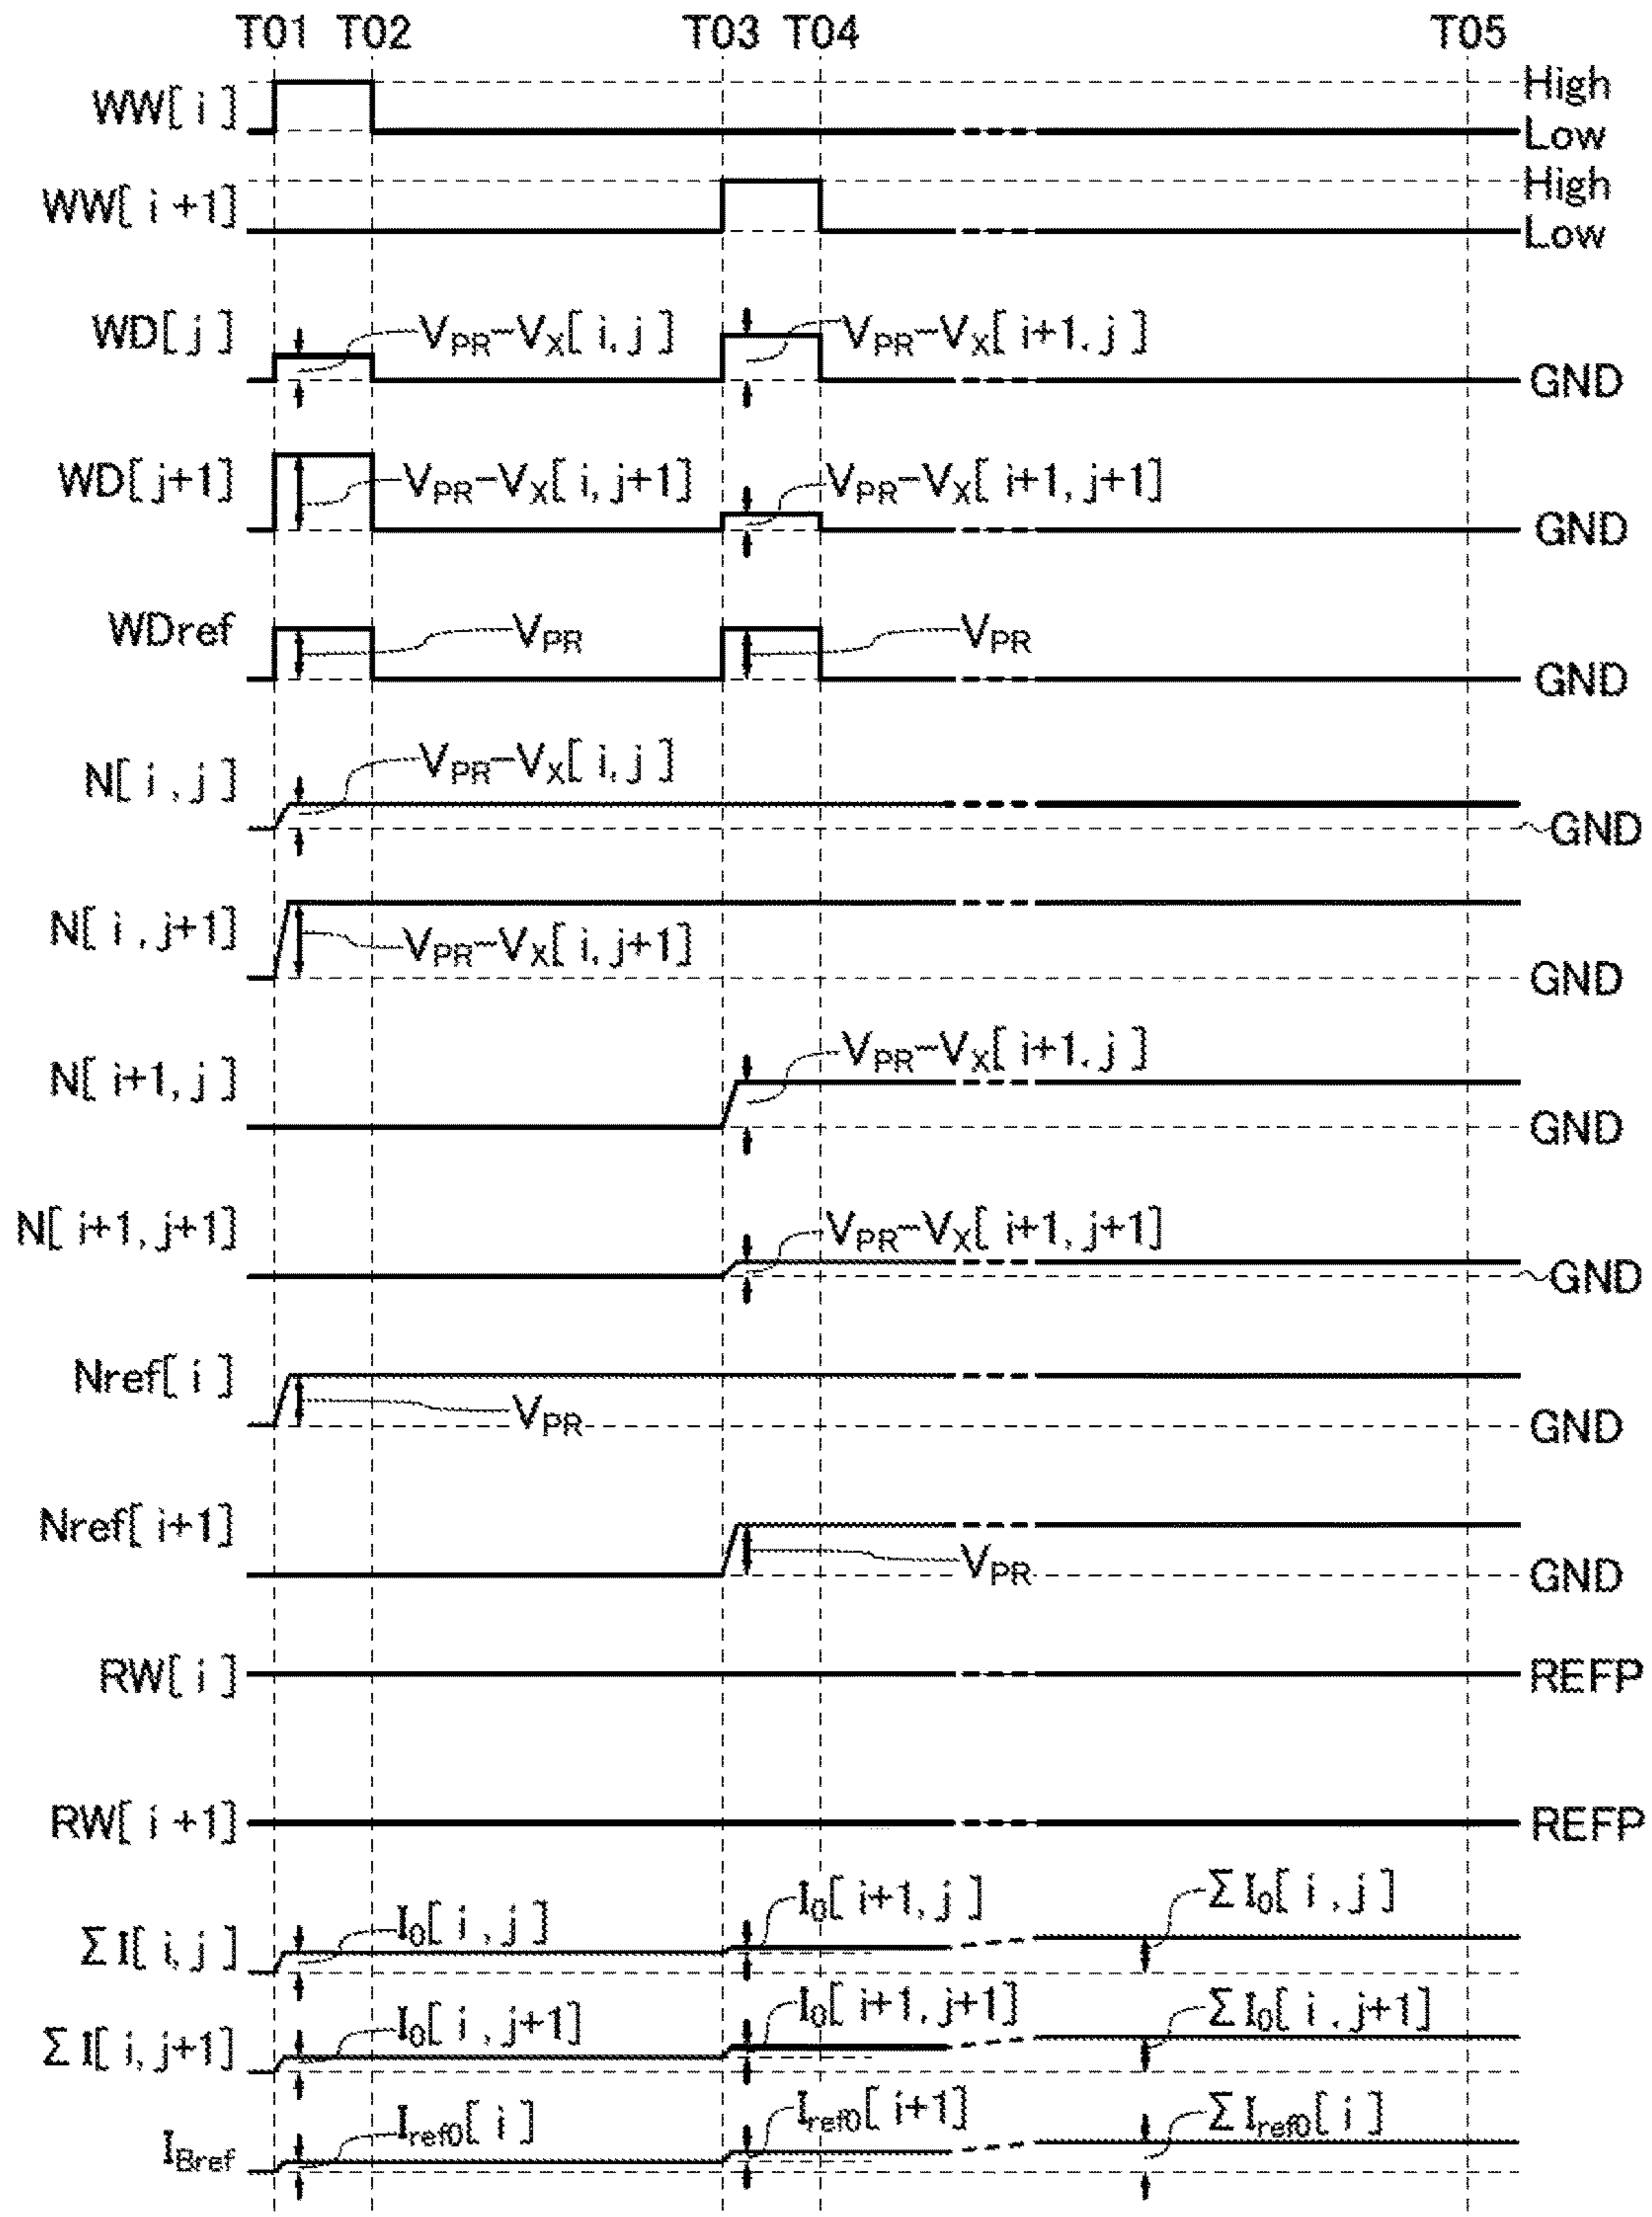 T01 T02 T03 T04 T05
WW[ i ] High
Low
WW[ i +1] High
Low
WD[ j ] VPR−VX[ i, j ] VPR−VX[ i+1, j ] GND
WD[ j+1] VPR−VX[ i, j+1] VPR−VX[ i+1, j+1] GND
WDref VPR VPR GND
N[ i , j ] VPR−VX[ i, j ] GND
N[ i , j+1] VPR−VX[ i, j+1] GND
N[ i+1, j ] VPR−VX[ i+1, j ] GND
N[ i+1, j+1] VPR−VX[ i+1, j+1] GND
Nref[ i ] VPR GND
Nref[ i+1] VPR GND
RW[ i ] REFP
RW[ i +1] REFP
Σ I[ i, j ] I0[ i , j ] I0[ i+1, j ] Σ I0[ i , j ]
Σ I[ i, j+1] I0[ i , j+1] I0[ i+1, j+1] Σ I0[ i , j+1]
IBref Iref0[ i ] Iref0[ i+1] Σ Iref0[ i ]